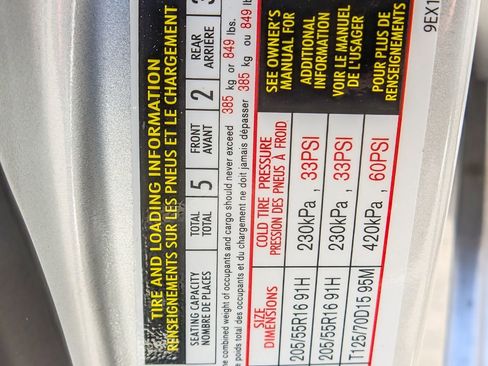 TIRE AND LOADING INFORMATION
RENSEIGNEMENTS SUR LES PNEUS ET LE CHARGEMENT
SEATING CAPACITY TOTAL 5 FRONT 2 REAR
NOMBRE DE PLACES TOTAL AVANT ARRIÈRE
combined weight of occupants and cargo should never exceed 385 kg or 849 lbs.
poids total des occupants et du chargement ne doit jamais dépasser 385 kg ou 849
SIZE COLD TIRE PRESSURE SEE OWNER'S
DIMENSIONS PRESSION DES PNEUS À FROID MANUAL FOR
205/55R16 91H 230kPa , 33PSI ADDITIONAL
INFORMATION
205/55R16 91H 230kPa , 33PSI VOIR LE MANUEL
DE L'USAGER
T125/70D15 95M 420kPa , 60PSI POUR PLUS DE
RENSEIGNEMENTS
9EX1